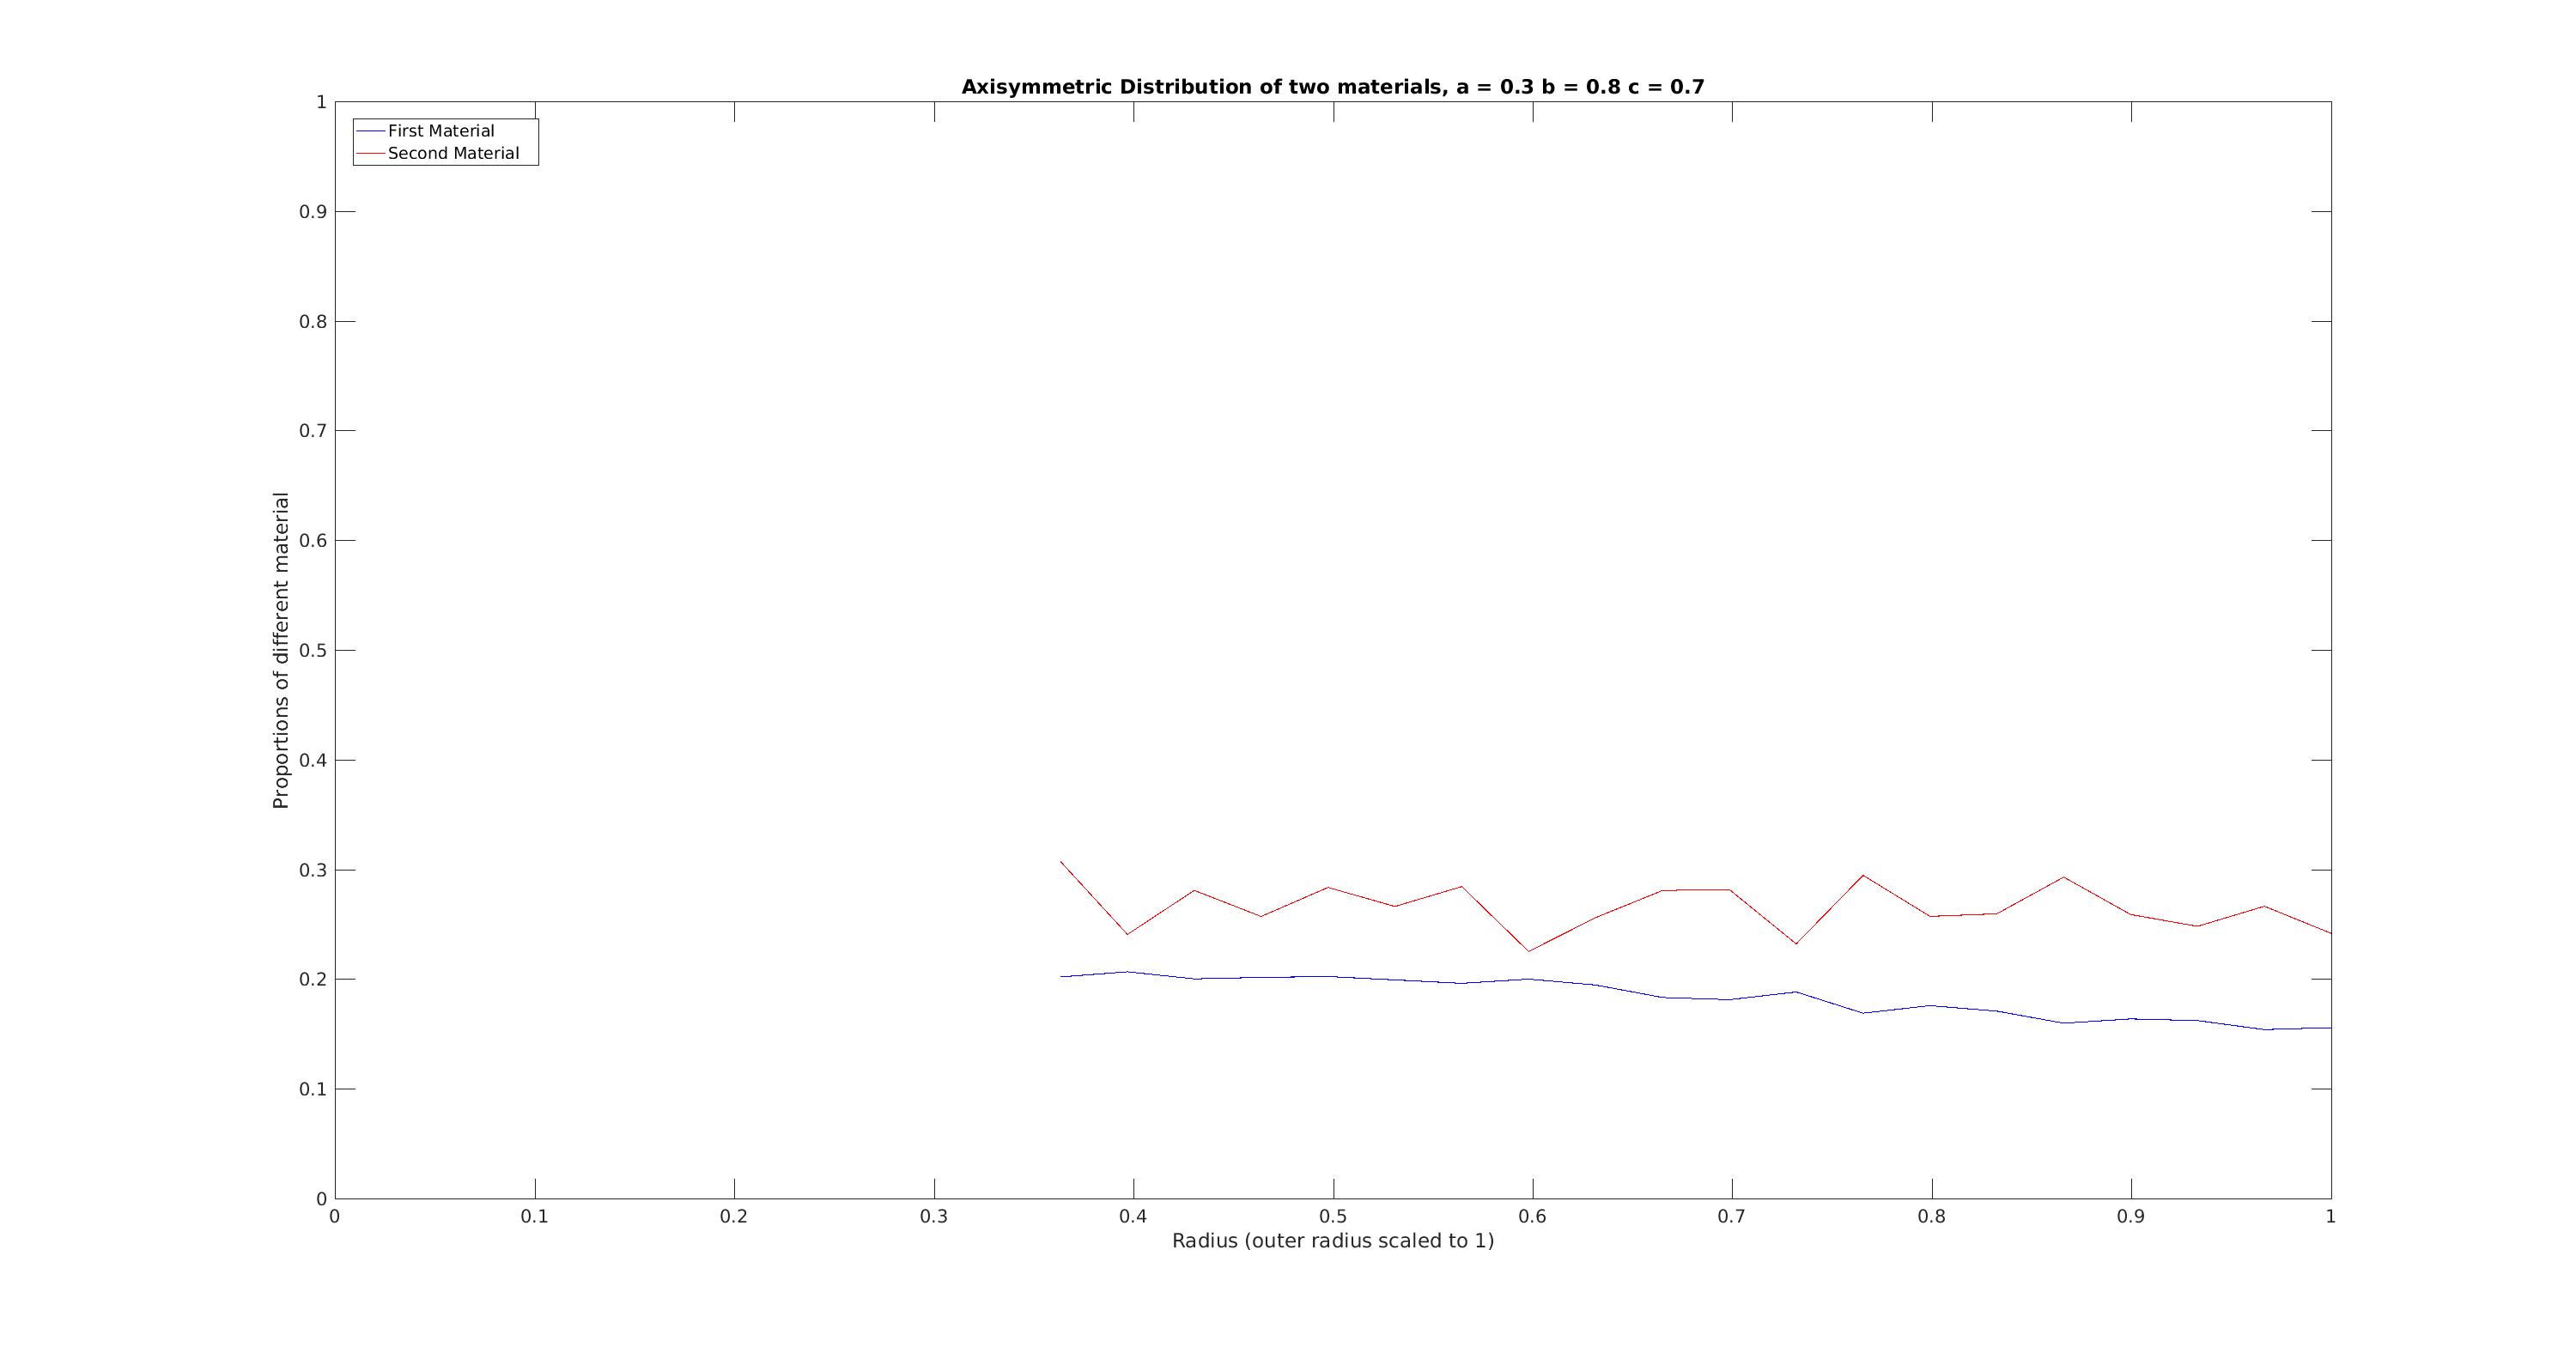 Axisymmetric Distribution of two materials, a = 0.3 b = 0.8 c = 0.7
First Material
Second Material
Proportions of different material
1
0.9
0.8
0.7
0.6
0.5
0.4
0.3
0.2
0.1
0
0 0.1 0.2 0.3 0.4 0.5 0.6 0.7 0.8 0.9 1
Radius (outer radius scaled to 1)